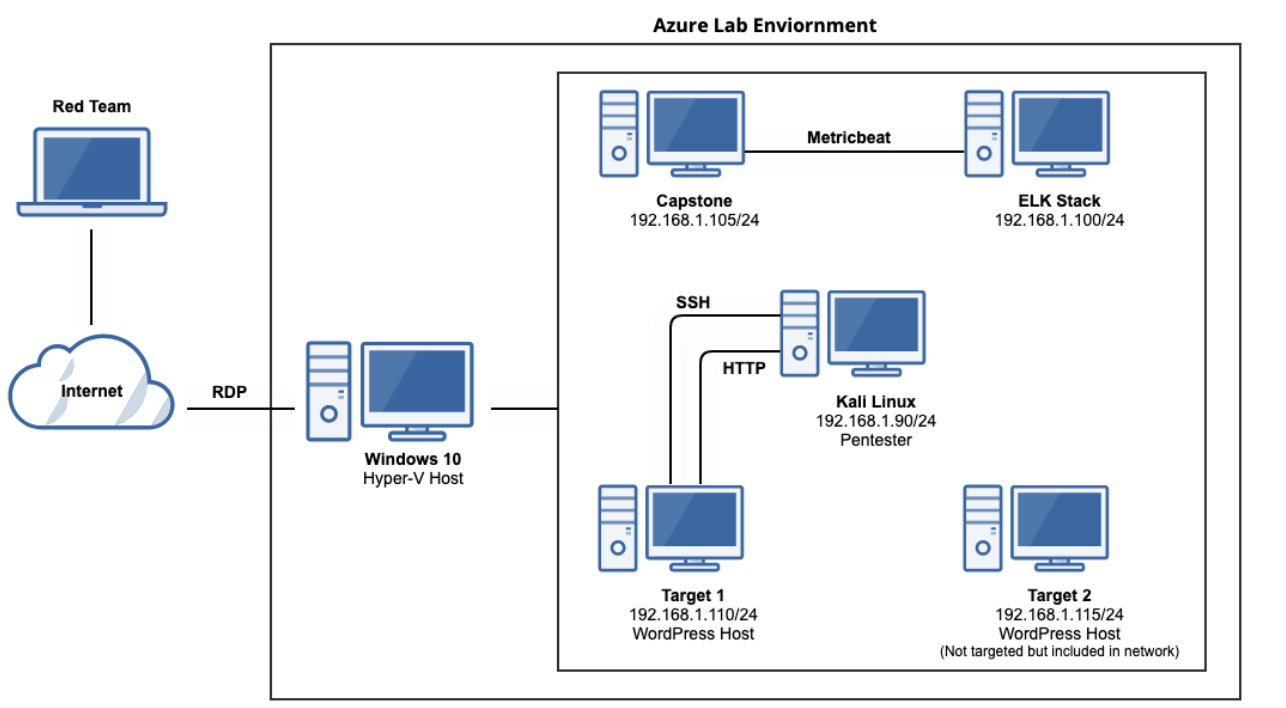 Azure Lab Enviornment
Red Team
Internet
RDP
Windows 10
Hyper-V Host
Capstone
192.168.1.105/24
Metricbeat
ELK Stack
192.168.1.100/24
SSH
HTTP
Kali Linux
192.168.1.90/24
Pentester
Target 1
192.168.1.110/24
WordPress Host
Target 2
192.168.1.115/24
WordPress Host
(Not targeted but included in network)